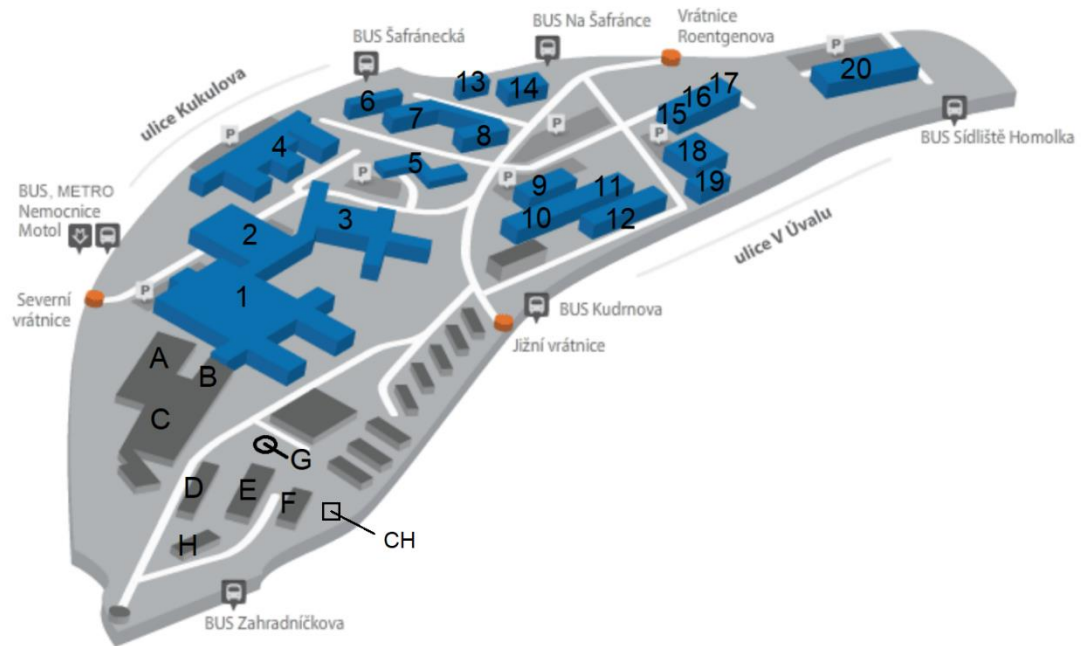 BUS Šafránecká
BUS Na Šafránce
Vrátnice
Roentgenova
ulice Kukulova
P
20
13
14
6
7
8
17
16
15
P
P
P
4
BUS Sídliště Homolka
18
19
5
P
P
9
11
10
12
BUS, METRO
Nemocnice
Motol
3
2
ulice V Úvalu
Severní
vrátnice
P
1
BUS Kudrnova
Jižní vrátnice
A
B
C
G
D
E
F
H
CH
BUS Zahradníčkova